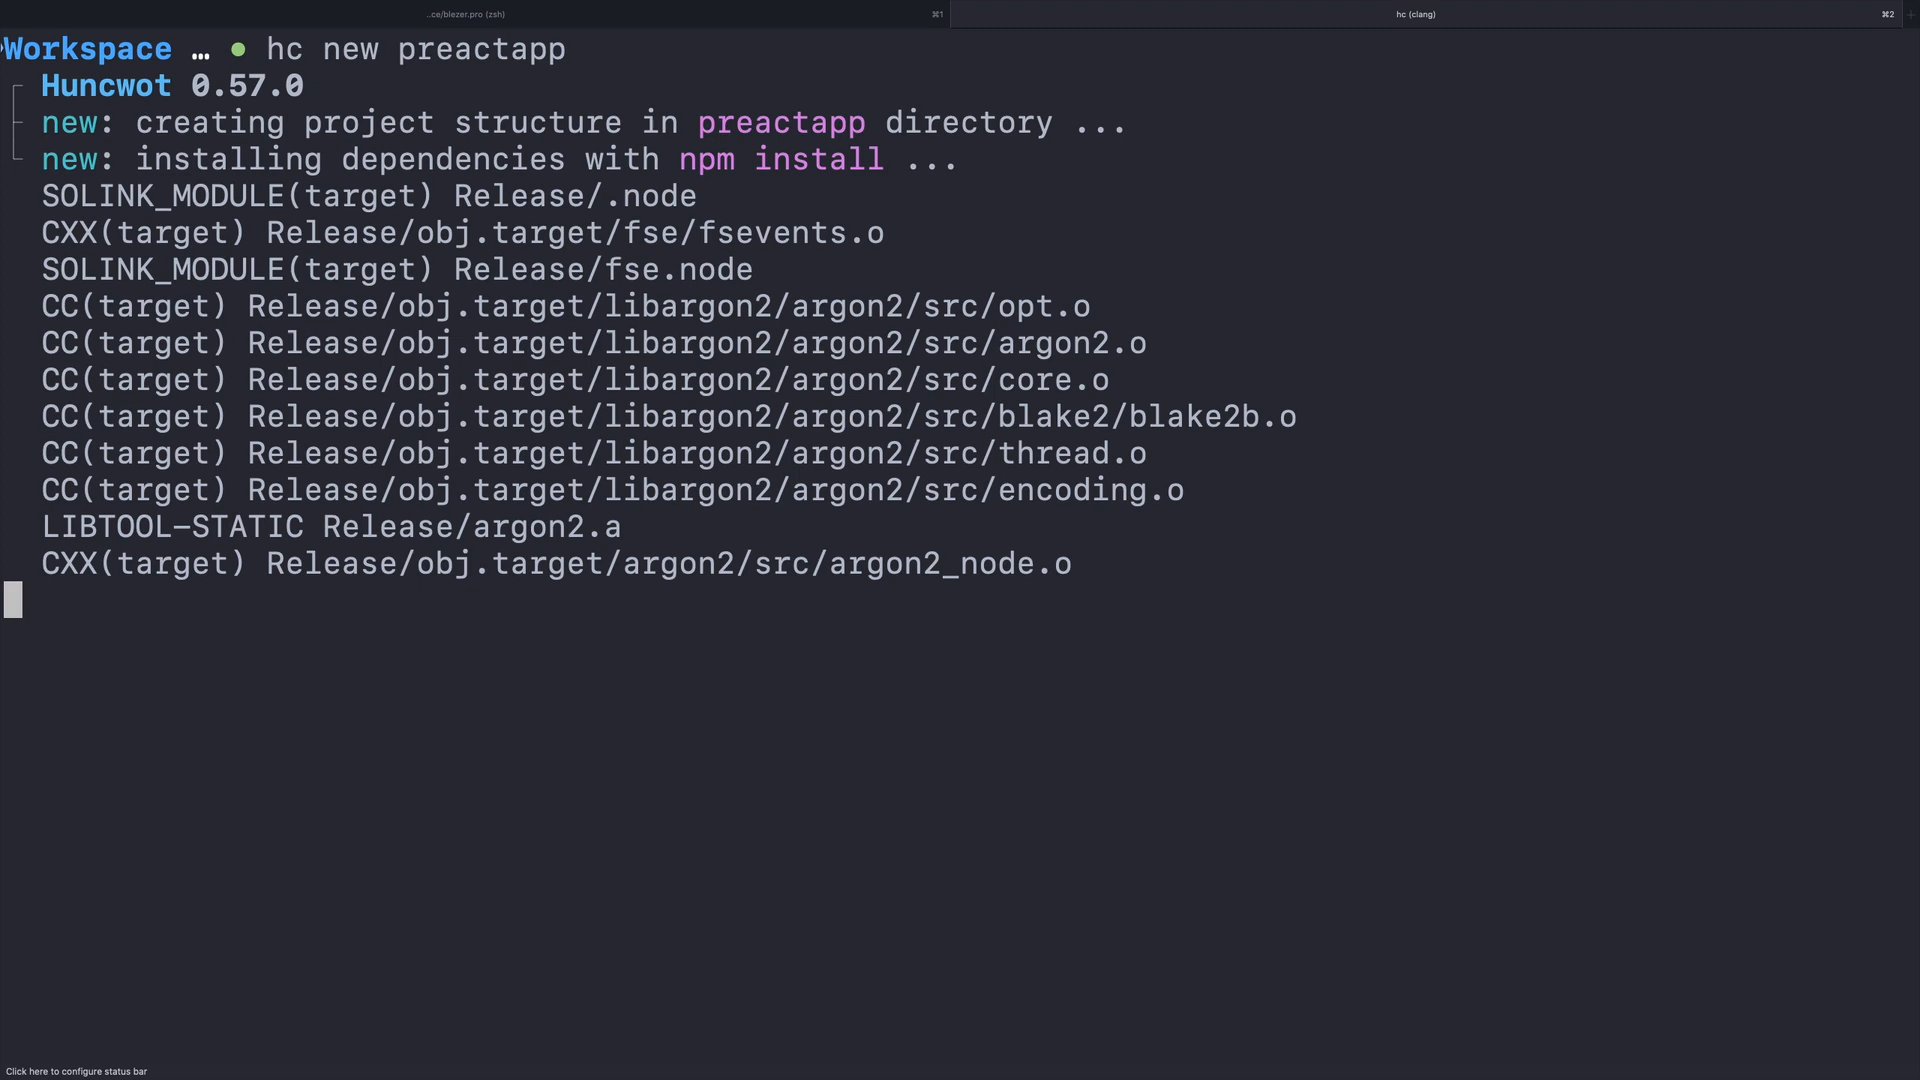 ..ce/blezer.pro (zsh) ⌘1 hc (clang) ⌘2 +
Workspace … ● hc new preactapp
Huncwot 0.57.0
new: creating project structure in preactapp directory ...
new: installing dependencies with npm install ...
SOLINK_MODULE(target) Release/.node
CXX(target) Release/obj.target/fse/fsevents.o
SOLINK_MODULE(target) Release/fse.node
CC(target) Release/obj.target/libargon2/argon2/src/opt.o
CC(target) Release/obj.target/libargon2/argon2/src/argon2.o
CC(target) Release/obj.target/libargon2/argon2/src/core.o
CC(target) Release/obj.target/libargon2/argon2/src/blake2/blake2b.o
CC(target) Release/obj.target/libargon2/argon2/src/thread.o
CC(target) Release/obj.target/libargon2/argon2/src/encoding.o
LIBTOOL-STATIC Release/argon2.a
CXX(target) Release/obj.target/argon2/src/argon2_node.o
Click here to configure status bar